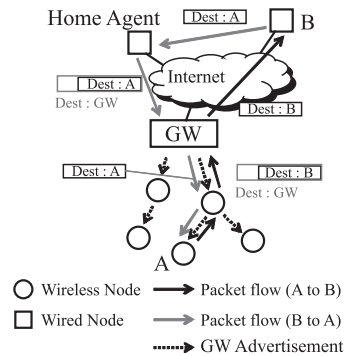 Home Agent
Dest : A
B
Internet
Dest : A
Dest : GW
Dest : B
GW
Dest : A
Dest : B
Dest : GW
A
Wireless Node
Packet flow (A to B)
Wired Node
Packet flow (B to A)
GW Advertisement